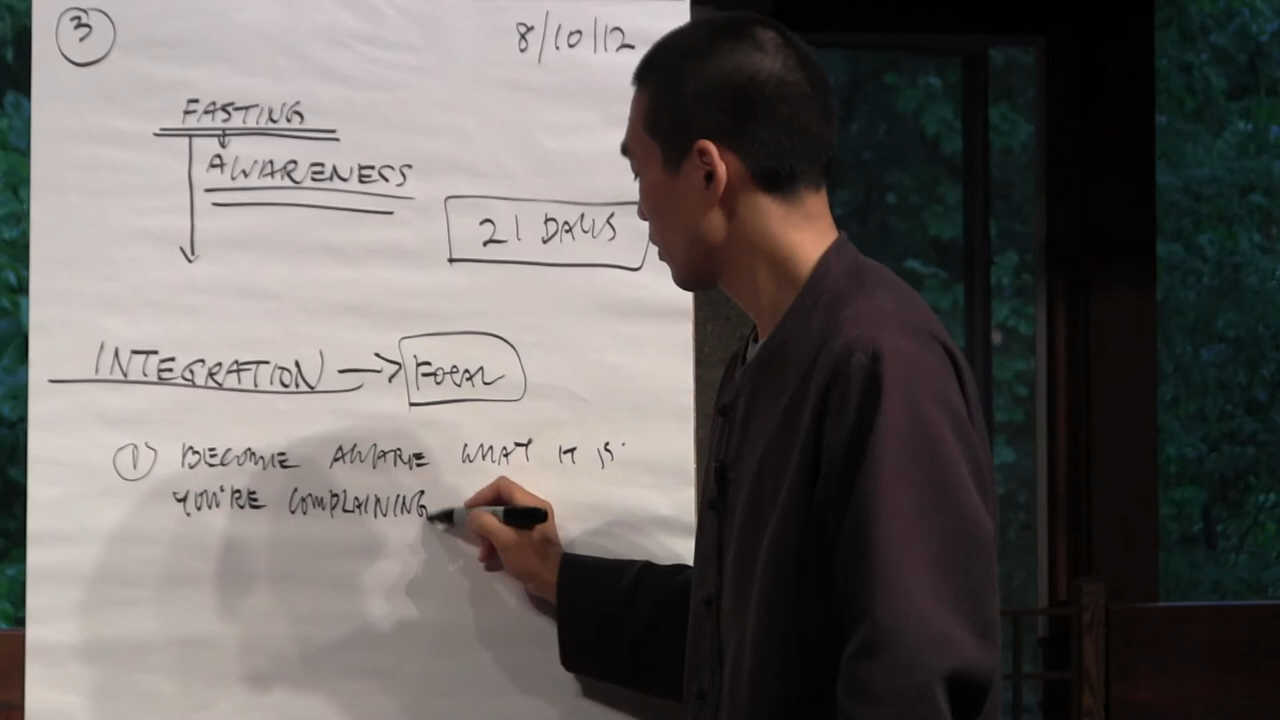 3
8/10/12
FASTING
AWARENESS
21 DAYS
INTEGRATION → FOCAL
① BECOME AWARE WHAT IT IS
YOU'RE COMPLAINING